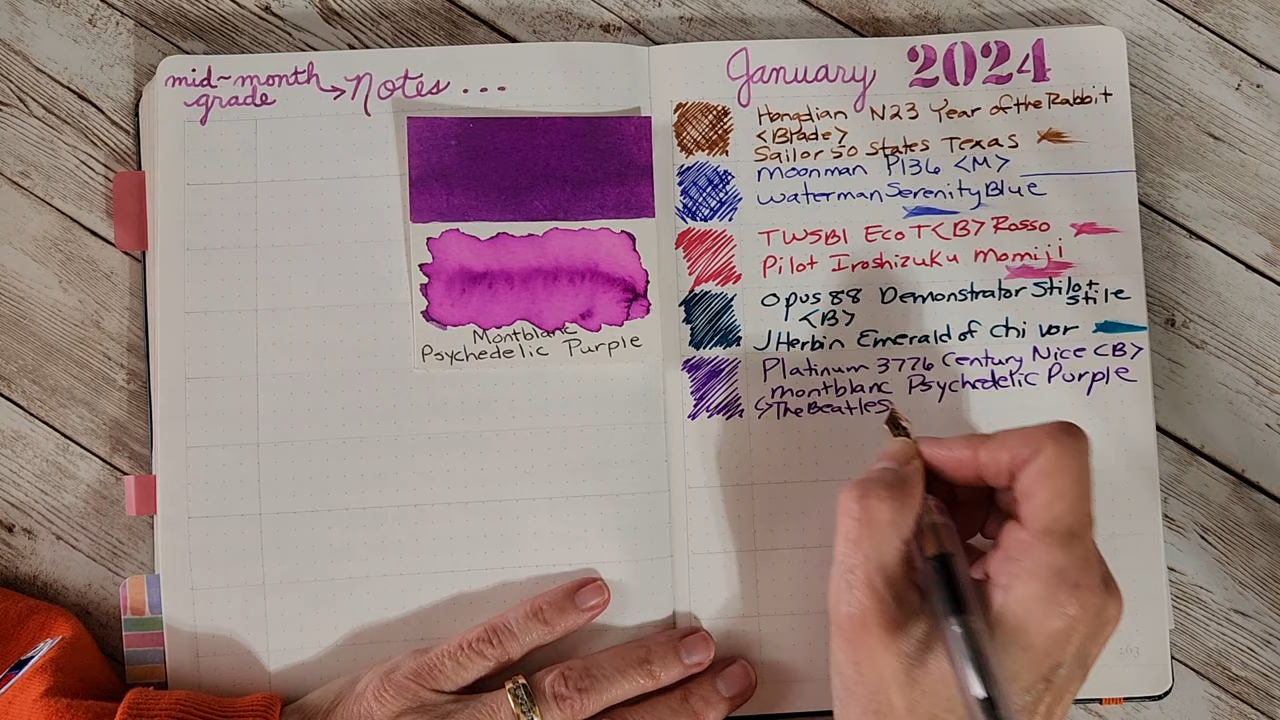 mid~month
grade → Notes ...
Montblanc
Psychedelic Purple
January 2024
Hongdian N23 Year of the Rabbit
<Blade>
Sailor 50 States Texas
Moonman P136 <M>
Waterman Serenity Blue
TWSBI Eco T <B> Rosso
Pilot Iroshizuku Momiji
Opus 88 Demonstrator Stilo + Stile
<B>
JHerbin Emerald of Chivor
Platinum 3776 Century Nice <B>
montblanc Psychedelic Purple
↳ The Beatles
163